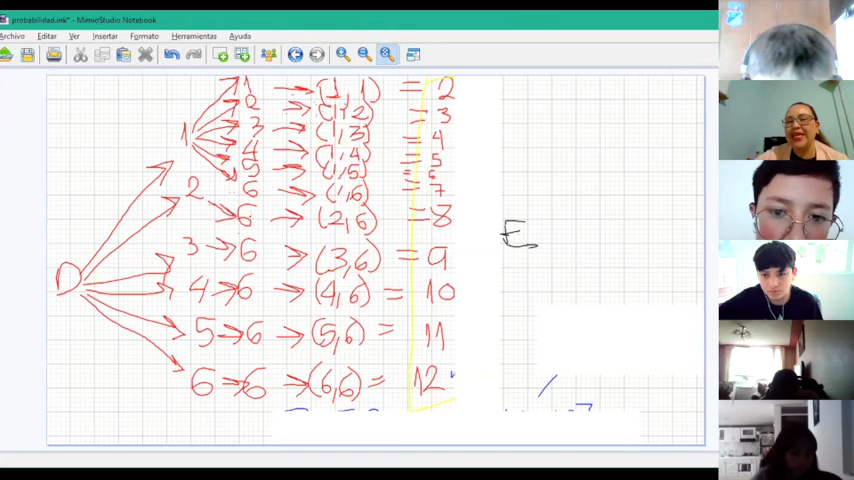 probabilidad.ink* - MimioStudio Notebook
Archivo Editar Ver Insertar Formato Herramientas Ayuda
1 → (1,1) = 2
2 → (1,2) = 3
1 3 → (1,3) = 4
4 → (1,4) = 5
5 → (1,5) = 6
6 → (1,6) = 7
2 → 6 → (2,6) = 8
3 → 6 → (3,6) = 9
D
4 → 6 → (4,6) = 10
5 → 6 → (5,6) = 11
6 → 6 → (6,6) = 12
E